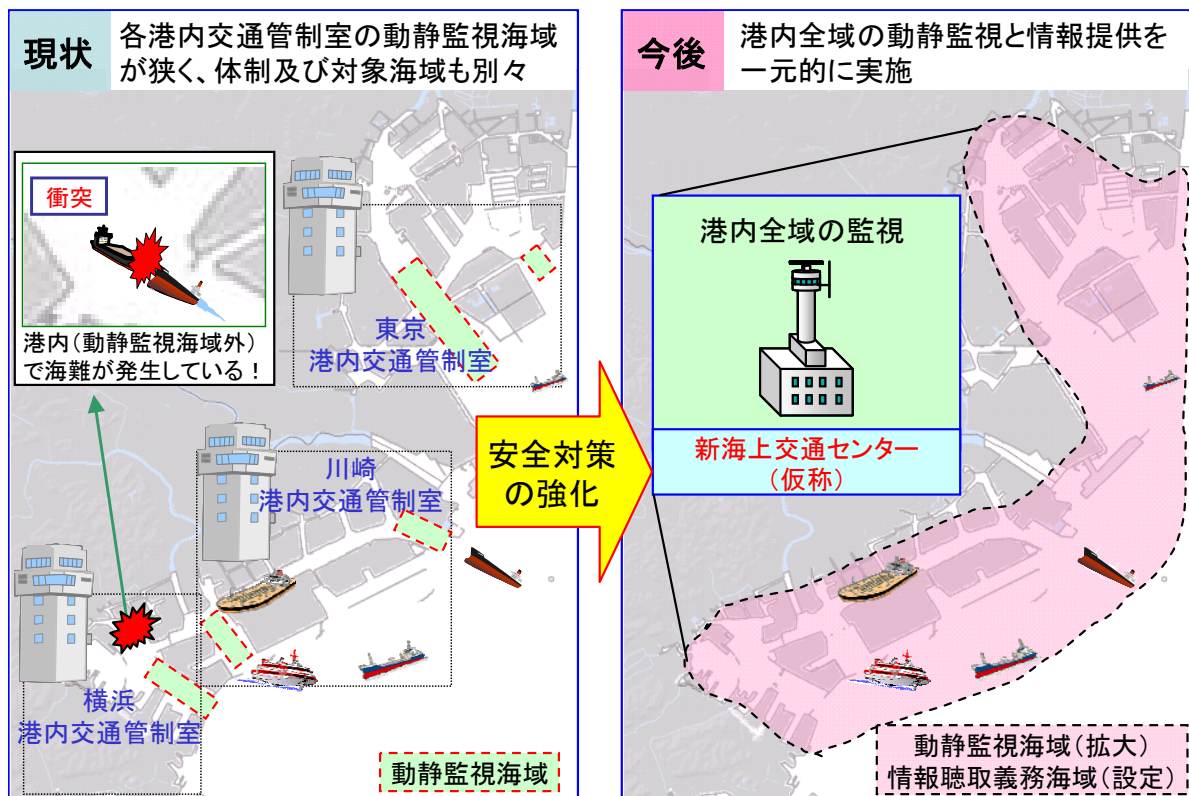 現状
各港内交通管制室の動静監視海域
が狭く、体制及び対象海域も別々
衝突
港内(動静監視海域外)
で海難が発生している!
東京
港内交通管制室
川崎
港内交通管制室
横浜
港内交通管制室
動静監視海域
安全対策
の強化
今後
港内全域の動静監視と情報提供を
一元的に実施
港内全域の監視
新海上交通センター
(仮称)
動静監視海域(拡大)
情報聴取義務海域(設定)